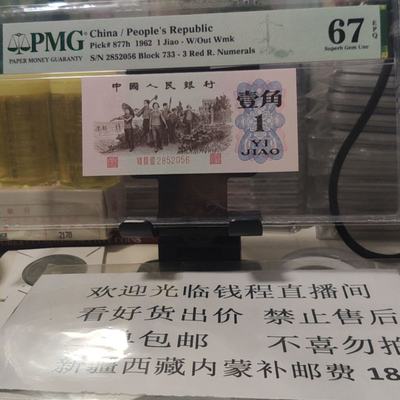 PMG
PAPER MONEY GUARANTY
China / People's Republic
Pick# 877h 1962 1 Jiao - W/Out Wmk
S/N 2852056 Block 733 - 3 Red R. Numerals
67 EPQ
Superb Gem Unc
中國人民銀行
壹角
1
YI
JIAO
2852056
2170
欢迎光临钱程直播间
看好货出价 禁止售后
包邮 不喜勿拍
新疆西藏内蒙补邮费 18